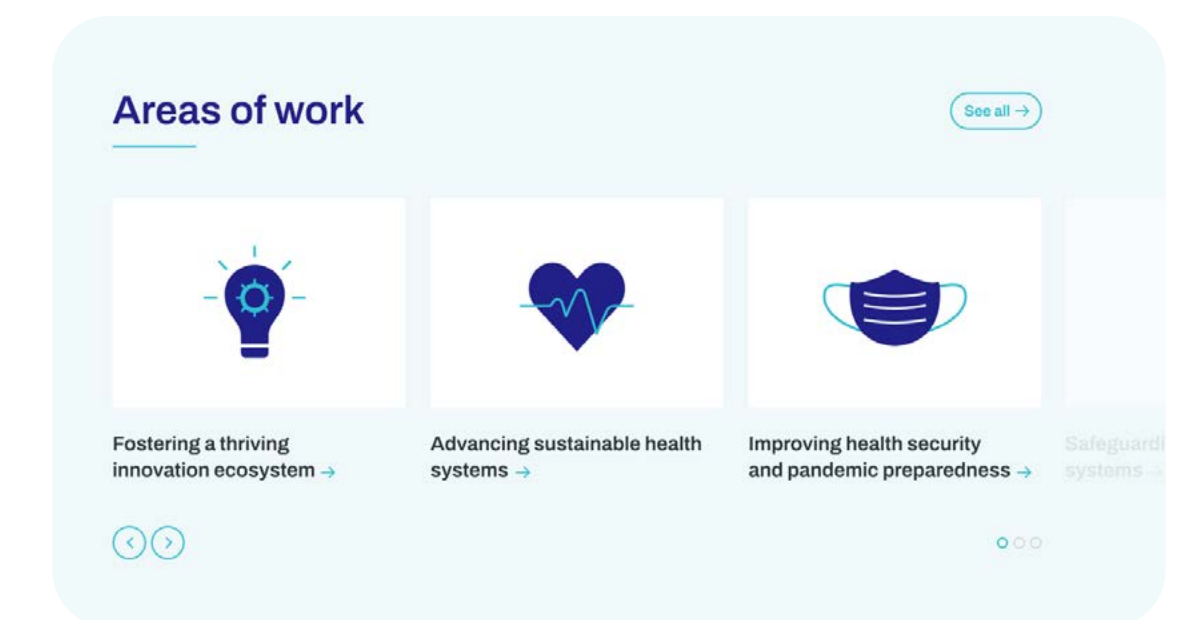 Areas of work
See all →
Fostering a thriving
innovation ecosystem →
Advancing sustainable health
systems →
Improving health security
and pandemic preparedness →
systems →